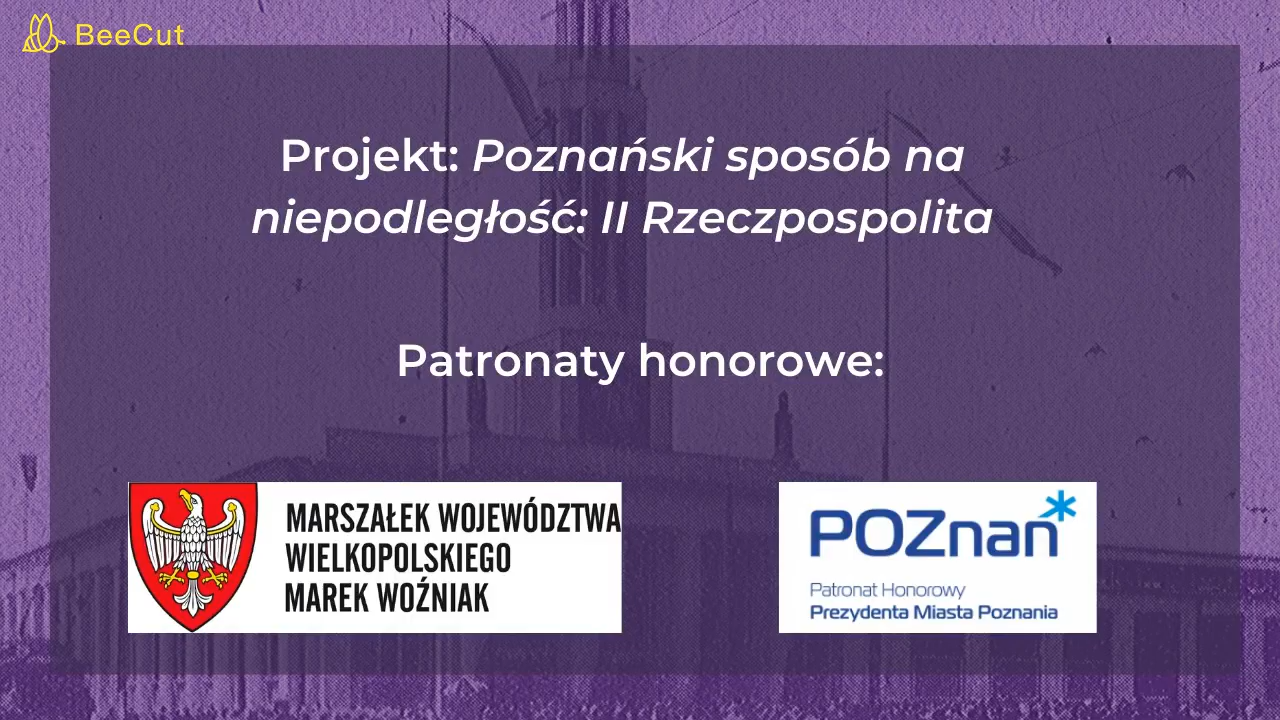 BeeCut
Projekt: Poznański sposób na
niepodległość: II Rzeczpospolita
Patronaty honorowe:
MARSZAŁEK WOJEWÓDZTWA
WIELKOPOLSKIEGO
MAREK WOŹNIAK
POZnan*
Patronat Honorowy
Prezydenta Miasta Poznania